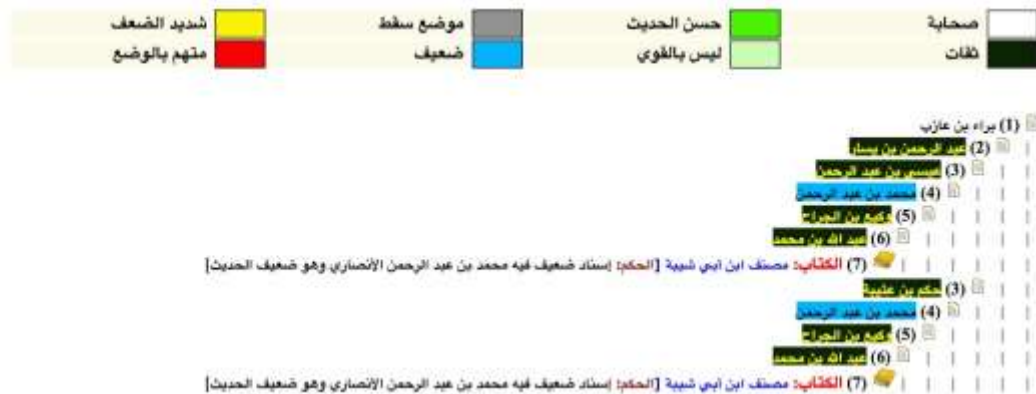 صحابة حسن الحديث موضع سقط شديد الضعف
ثقات ليس بالقوي ضعيف متهم بالوضع
(1) براء بن عازب
(2) عبد الرحمن بن يسار
(3) عيسى بن عبد الرحمن
(4) محمد بن عبد الرحمن
(5) وكيع بن الجراح
(6) عبد الله بن محمد
(7) الكتاب: مصنف ابن أبي شيبة [الحكم: إسناد ضعيف فيه محمد بن عبد الرحمن الأنصاري وهو ضعيف الحديث]
(3) حكم بن عتيبة
(4) محمد بن عبد الرحمن
(5) وكيع بن الجراح
(6) عبد الله بن محمد
(7) الكتاب: مصنف ابن أبي شيبة [الحكم: إسناد ضعيف فيه محمد بن عبد الرحمن الأنصاري وهو ضعيف الحديث]